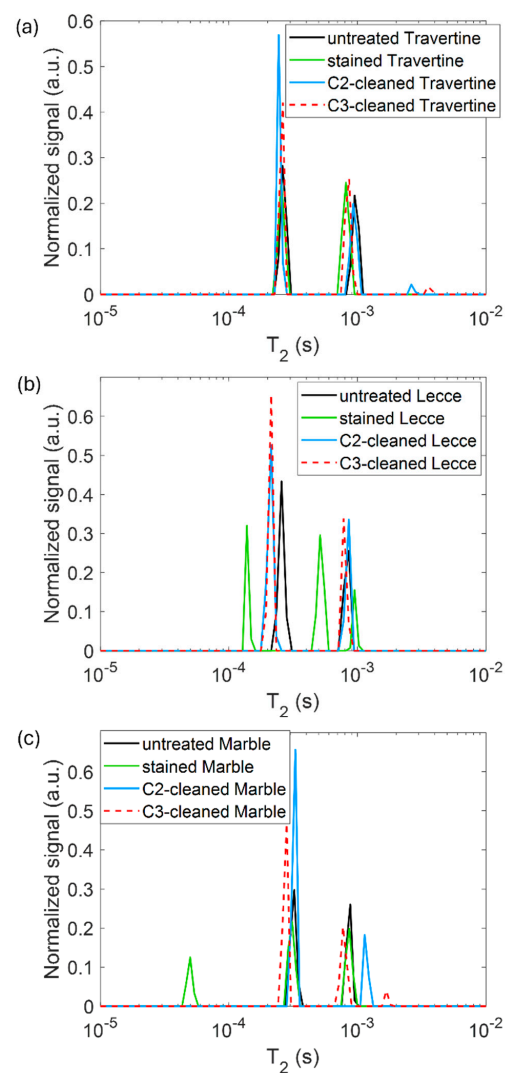 (a)
0.6
0.5
0.4
0.3
0.2
0.1
0
Normalized signal (a.u.)
untreated Travertine
stained Travertine
C2-cleaned Travertine
C3-cleaned Travertine
10-5 10-4 10-3 10-2
T2 (s)
(b)
0.6
0.5
0.4
0.3
0.2
0.1
0
Normalized signal (a.u.)
untreated Lecce
stained Lecce
C2-cleaned Lecce
C3-cleaned Lecce
10-5 10-4 10-3 10-2
T2 (s)
(c)
0.6
0.5
0.4
0.3
0.2
0.1
0
Normalized signal (a.u.)
untreated Marble
stained Marble
C2-cleaned Marble
C3-cleaned Marble
10-5 10-4 10-3 10-2
T2 (s)